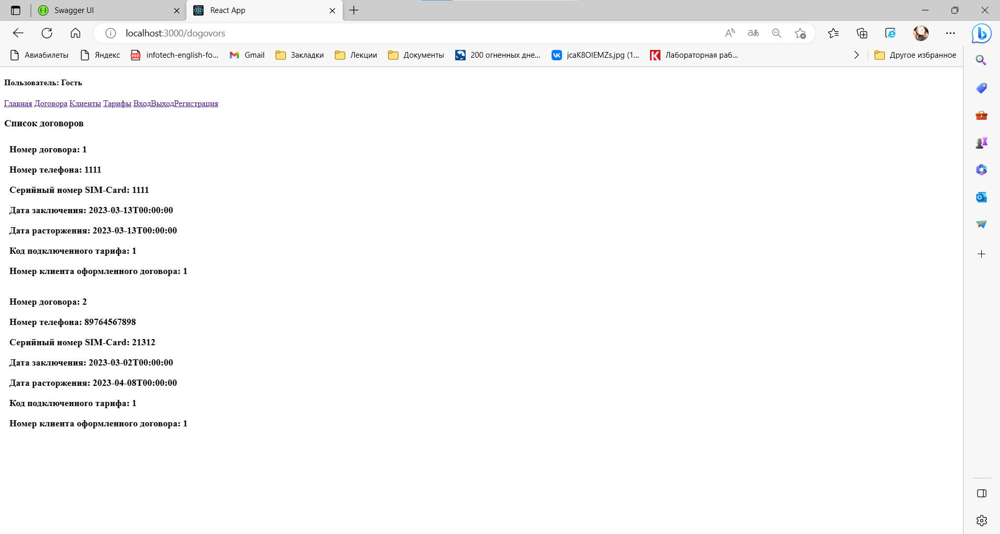 Swagger UI
React App
localhost:3000/dogovors
Авиабилеты
Яндекс
infotech-english-fo...
Gmail
Закладки
Лекции
Документы
200 огненных дне...
jcaK8OIEMZs.jpg (1...
Лабораторная раб...
Другое избранное
Пользователь: Гость
Главная Договора Клиенты Тарифы ВходВыходРегистрация
Список договоров
Номер договора: 1
Номер телефона: 1111
Серийный номер SIM-Card: 1111
Дата заключения: 2023-03-13T00:00:00
Дата расторжения: 2023-03-13T00:00:00
Код подключенного тарифа: 1
Номер клиента оформленного договора: 1
Номер договора: 2
Номер телефона: 89764567898
Серийный номер SIM-Card: 21312
Дата заключения: 2023-03-02T00:00:00
Дата расторжения: 2023-04-08T00:00:00
Код подключенного тарифа: 1
Номер клиента оформленного договора: 1